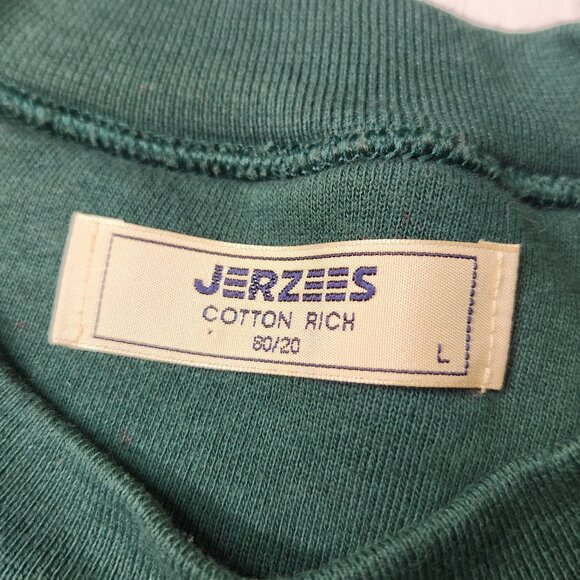 JERZEES
COTTON RICH
80/20
L